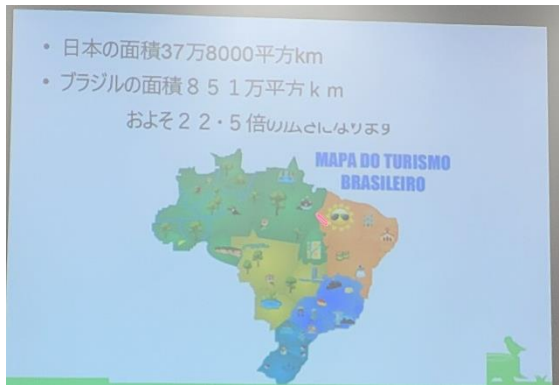 ・日本の面積37万8000平方km
・ブラジルの面積８５１万平方ｋｍ
およそ２２・５倍の広さになります
MAPA DO TURISMO
BRASILEIRO